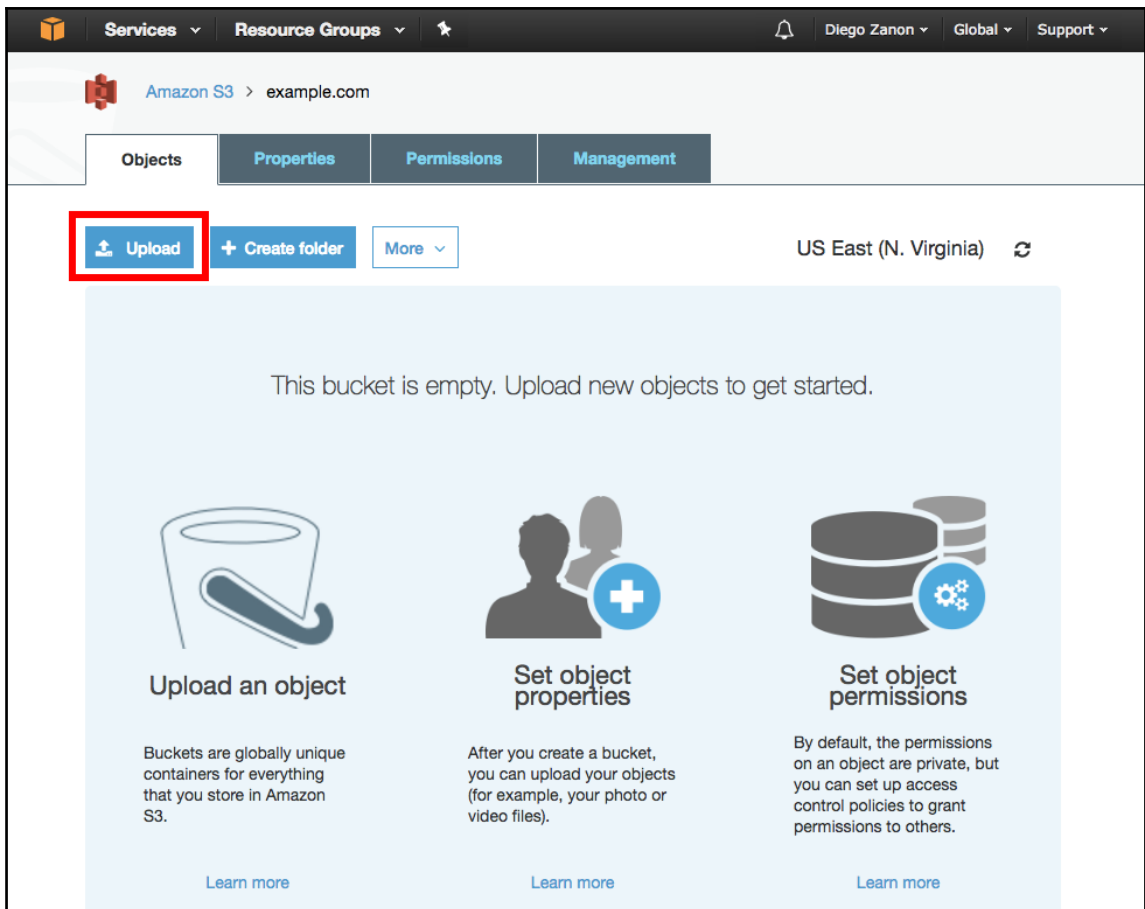 Services Resource Groups Diego Zanon Global Support
Amazon S3 > example.com
Objects Properties Permissions Management
Upload + Create folder More US East (N. Virginia)
This bucket is empty. Upload new objects to get started.
Upload an object
Buckets are globally unique
containers for everything
that you store in Amazon
S3.
Learn more
Set object
properties
After you create a bucket,
you can upload your objects
(for example, your photo or
video files).
Learn more
Set object
permissions
By default, the permissions
on an object are private, but
you can set up access
control policies to grant
permissions to others.
Learn more